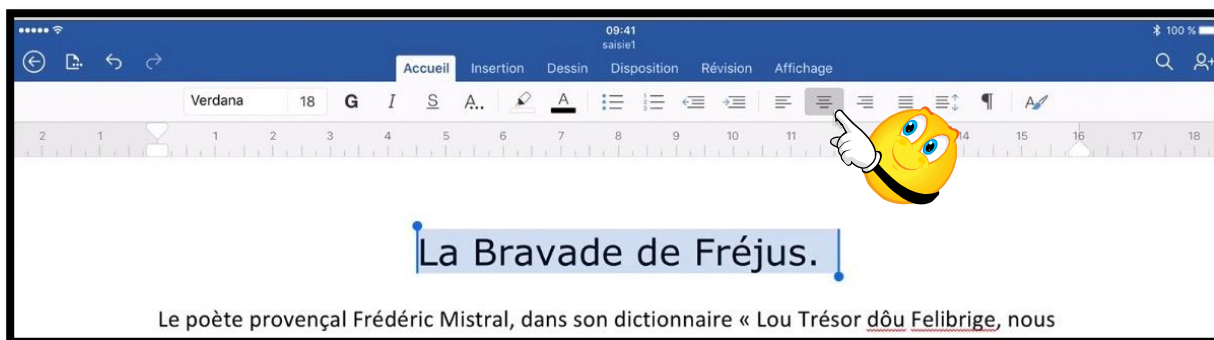 09:41
100 %
saisie1
Accueil Insertion Dessin Disposition Révision Affichage
Verdana 18 G I S A.. A
2 1 1 2 3 4 5 6 7 8 9 10 11 14 15 16 17 18
La Bravade de Fréjus.
Le poète provençal Frédéric Mistral, dans son dictionnaire « Lou Trésor dôu Felibrige, nous